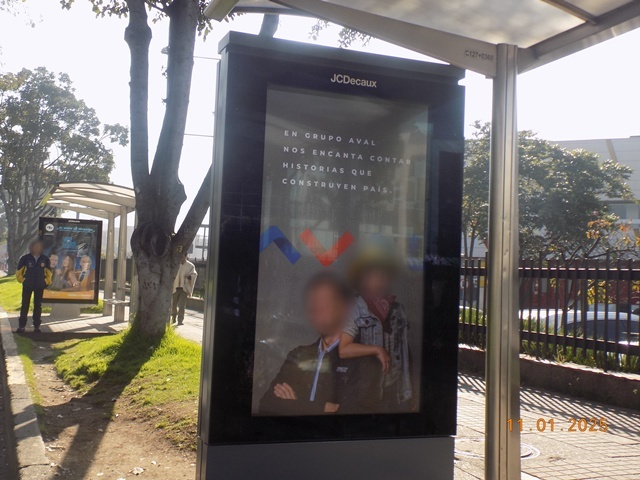 JCDecaux
EN GRUPO AVAL
NOS ENCANTA CONTAR
HISTORIAS QUE
CONSTRUYEN PAÍS.
11.01.2025